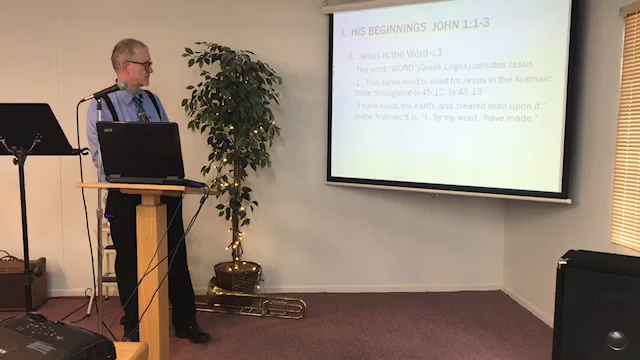 I. HIS BEGINNINGS JOHN 1:1-3
A. Jesus is the Word v.1
The word "WORD" (Greek Logos) denotes Jesus
1. This same word is used for Jesus in the Aramaic
Bible throughout is 45:12, Is 48:13
"I have made the earth, and created man upon it."
in the Aramaic it is, "I, 'by my word,' have made."